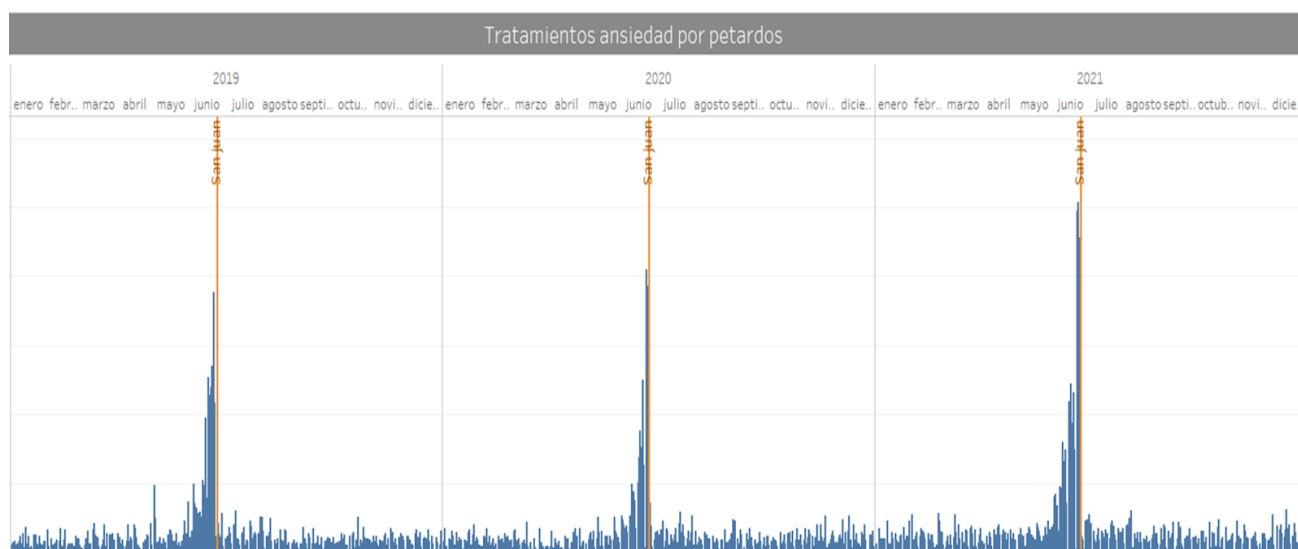 Tratamientos ansiedad por petardos
2019 2020 2021
enero febr.. marzo abril mayo junio julio agosto septi.. octu.. novi.. dicie.. enero febr.. marzo abril mayo junio julio agosto septi.. octu.. novi.. dicie.. enero febr.. marzo abril mayo junio julio agosto septi.. octub.. novi.. dicie..
San juan San juan San juan